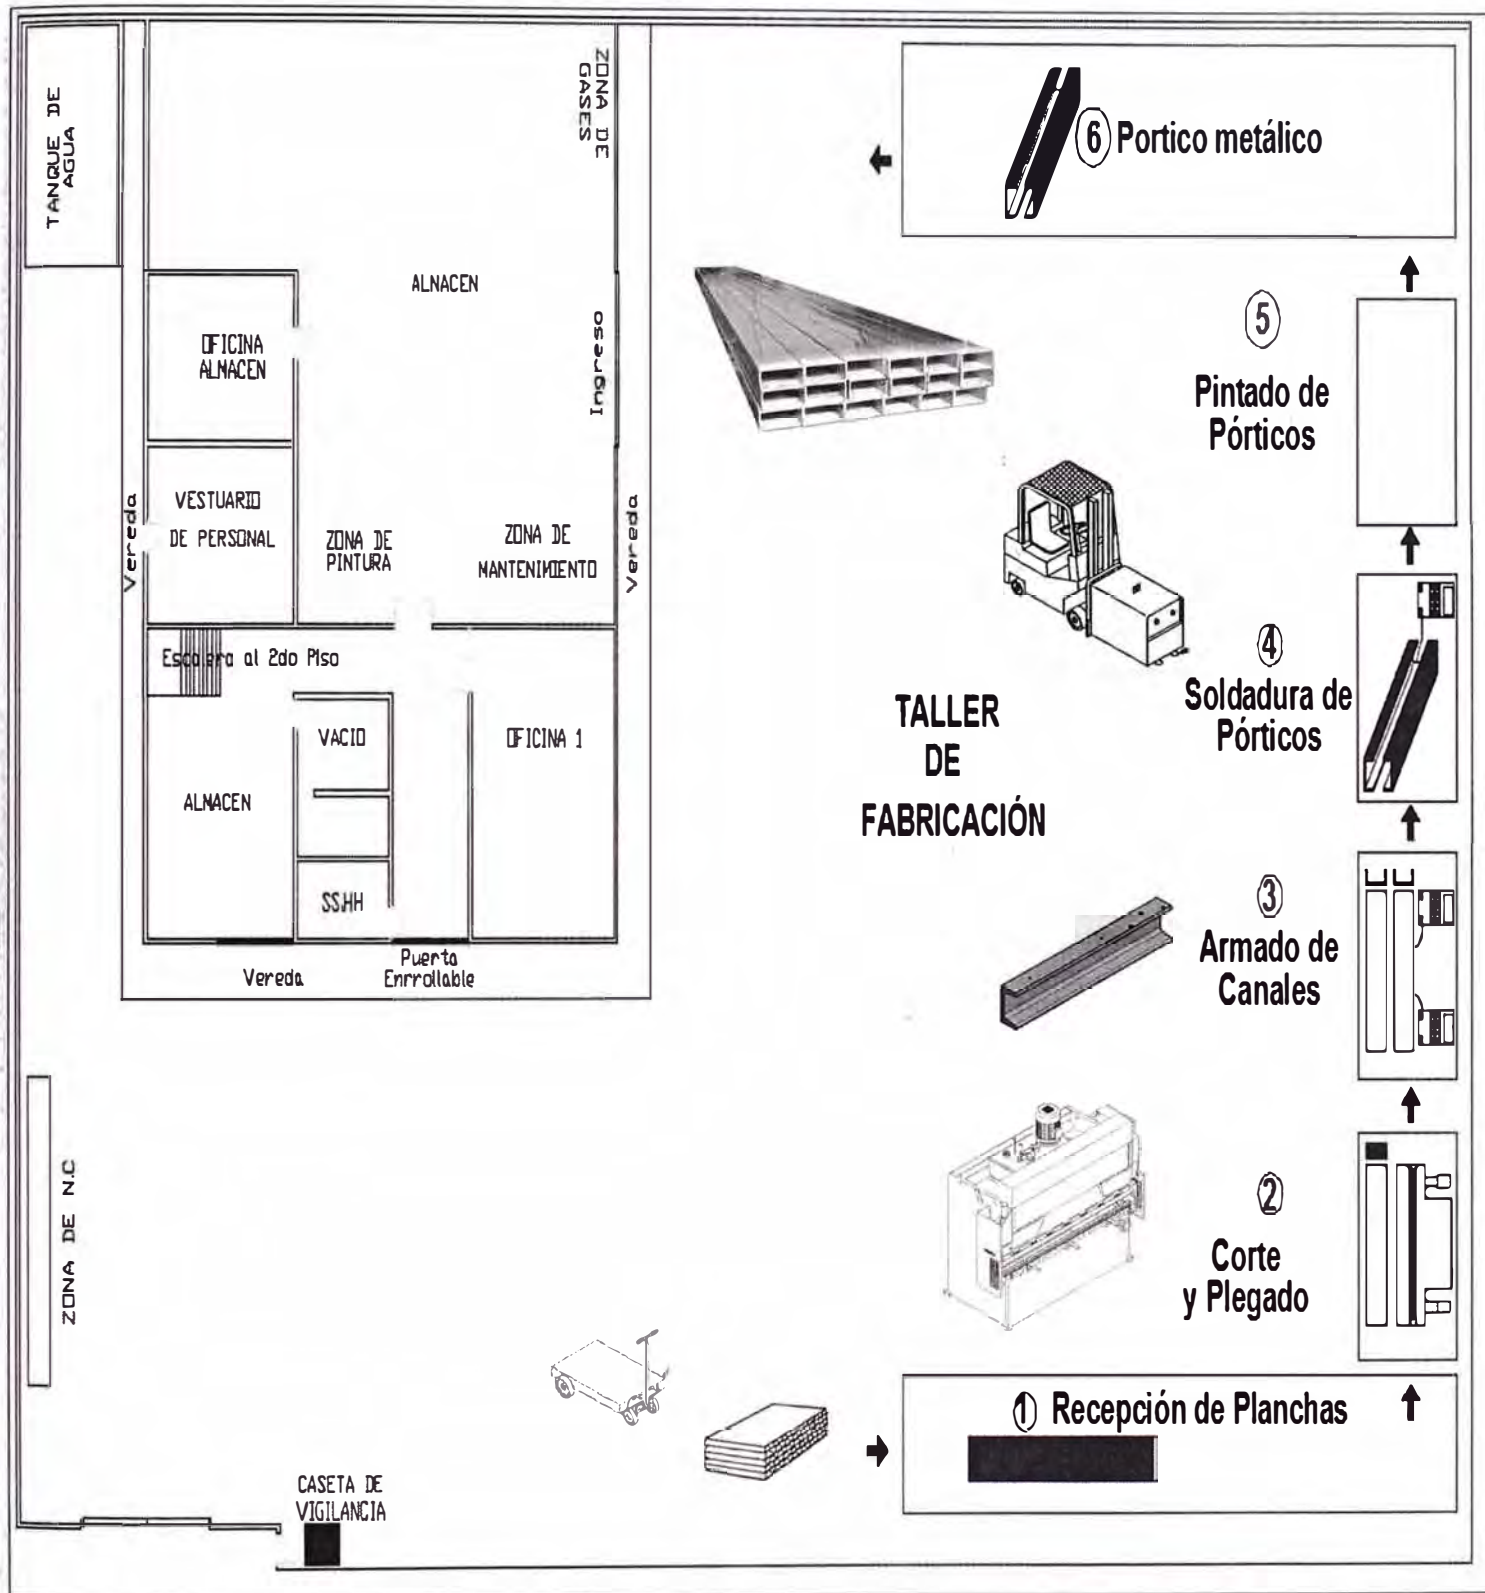 TANQUE DE
AGUA
ZONA DE
GASES
ALNACEN
OFICINA
ALMACEN
Ingreso
VESTUARIO
DE PERSONAL
Vereda
ZONA DE
PINTURA
ZONA DE
MANTENIMIENTO
Vereda
Escalera al 2do Piso
VACIO
OFICINA 1
ALMACEN
SS.HH
Vereda
Puerta
Enrrollable
ZONA DE N.C
CASETA DE
VIGILANCIA
TALLER
DE
FABRICACIÓN
6 Portico metálico
5
Pintado de
Pórticos
4
Soldadura de
Pórticos
3
Armado de
Canales
2
Corte
y Plegado
1 Recepción de Planchas